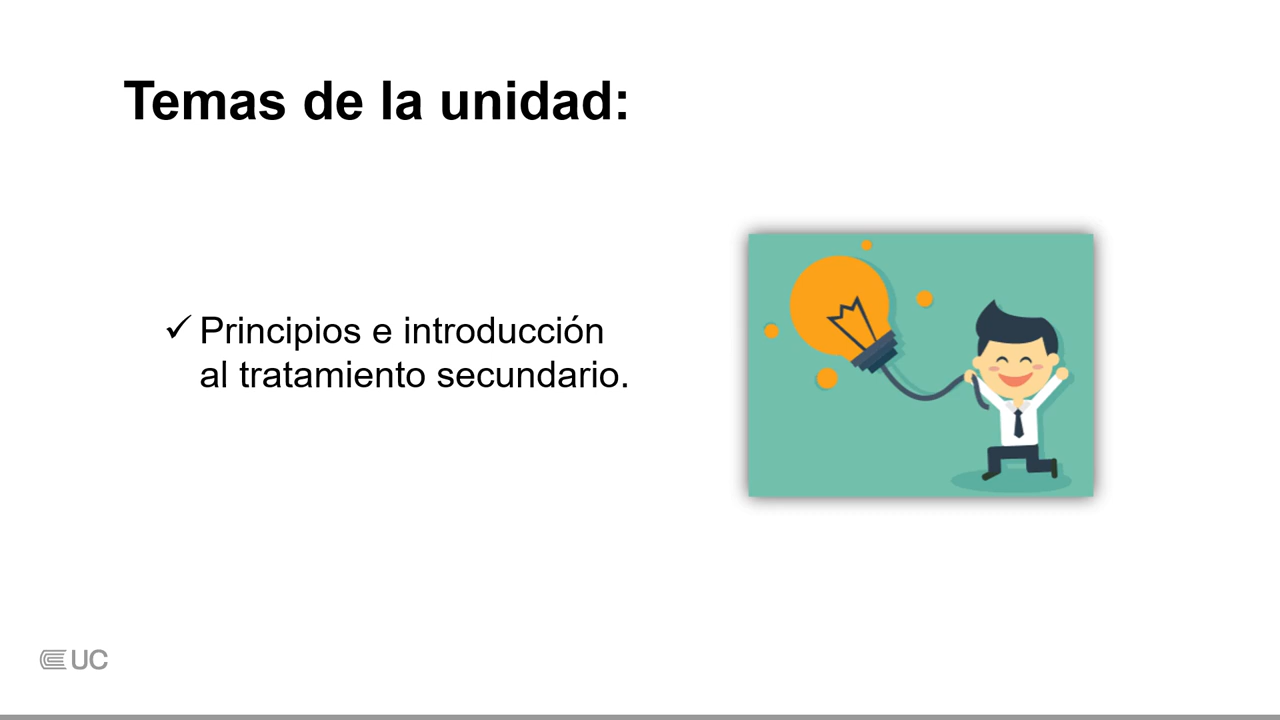 Temas de la unidad:
✓ Principios e introducción
al tratamiento secundario.
UC